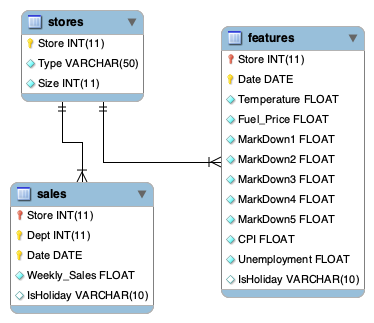 stores
Store INT(11)
Type VARCHAR(50)
Size INT(11)
features
Store INT(11)
Date DATE
Temperature FLOAT
Fuel_Price FLOAT
MarkDown1 FLOAT
MarkDown2 FLOAT
MarkDown3 FLOAT
MarkDown4 FLOAT
MarkDown5 FLOAT
CPI FLOAT
Unemployment FLOAT
IsHoliday VARCHAR(10)
sales
Store INT(11)
Dept INT(11)
Date DATE
Weekly_Sales FLOAT
IsHoliday VARCHAR(10)